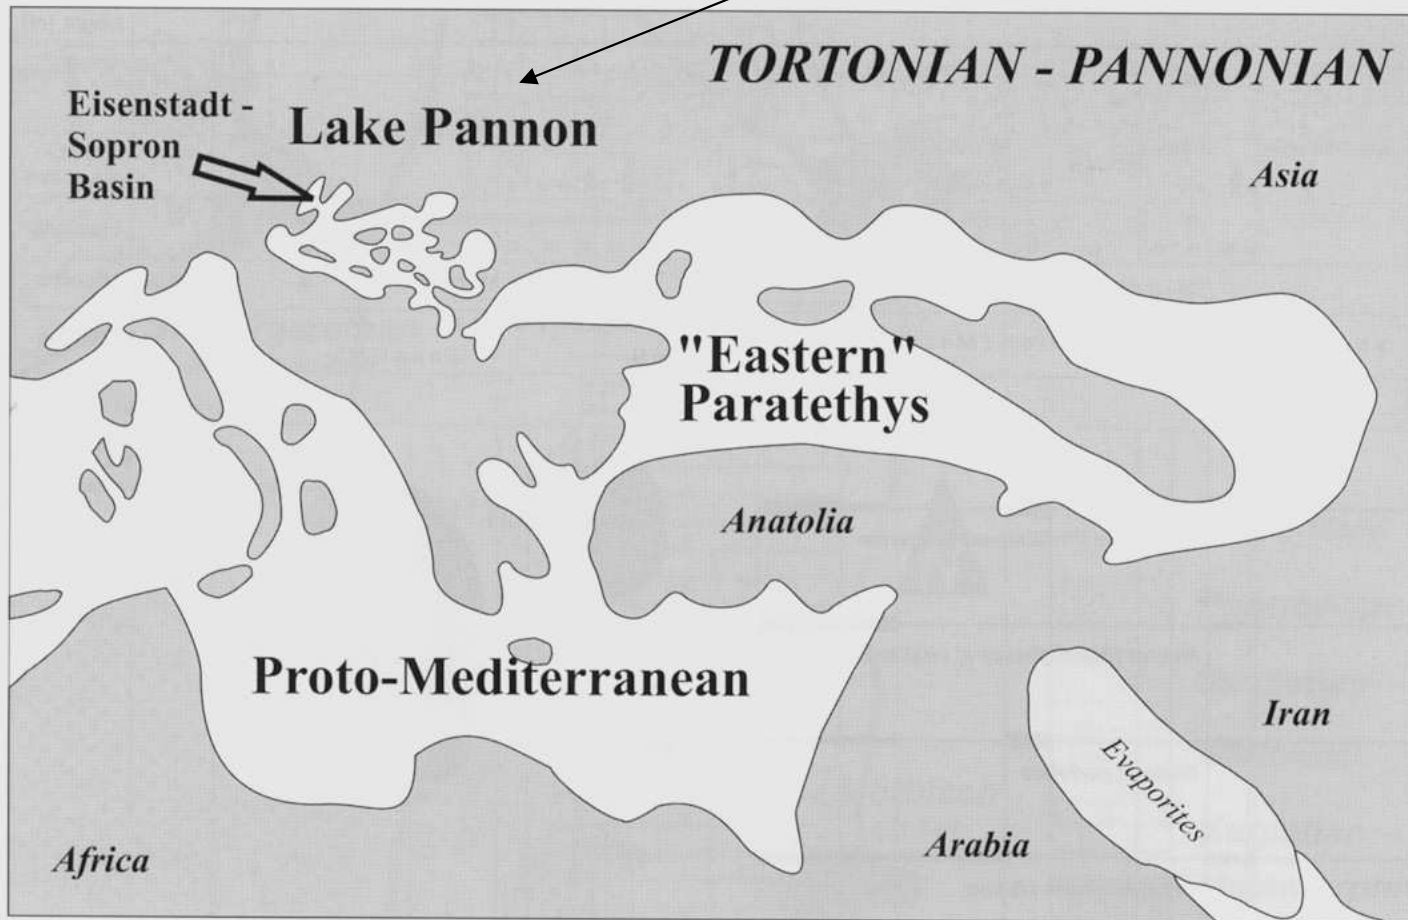 TORTONIAN - PANNONIAN
Eisenstadt -
Sopron
Basin
Lake Pannon
Asia
"Eastern"
Paratethys
Anatolia
Proto-Mediterranean
Iran
Evaporites
Arabia
Africa